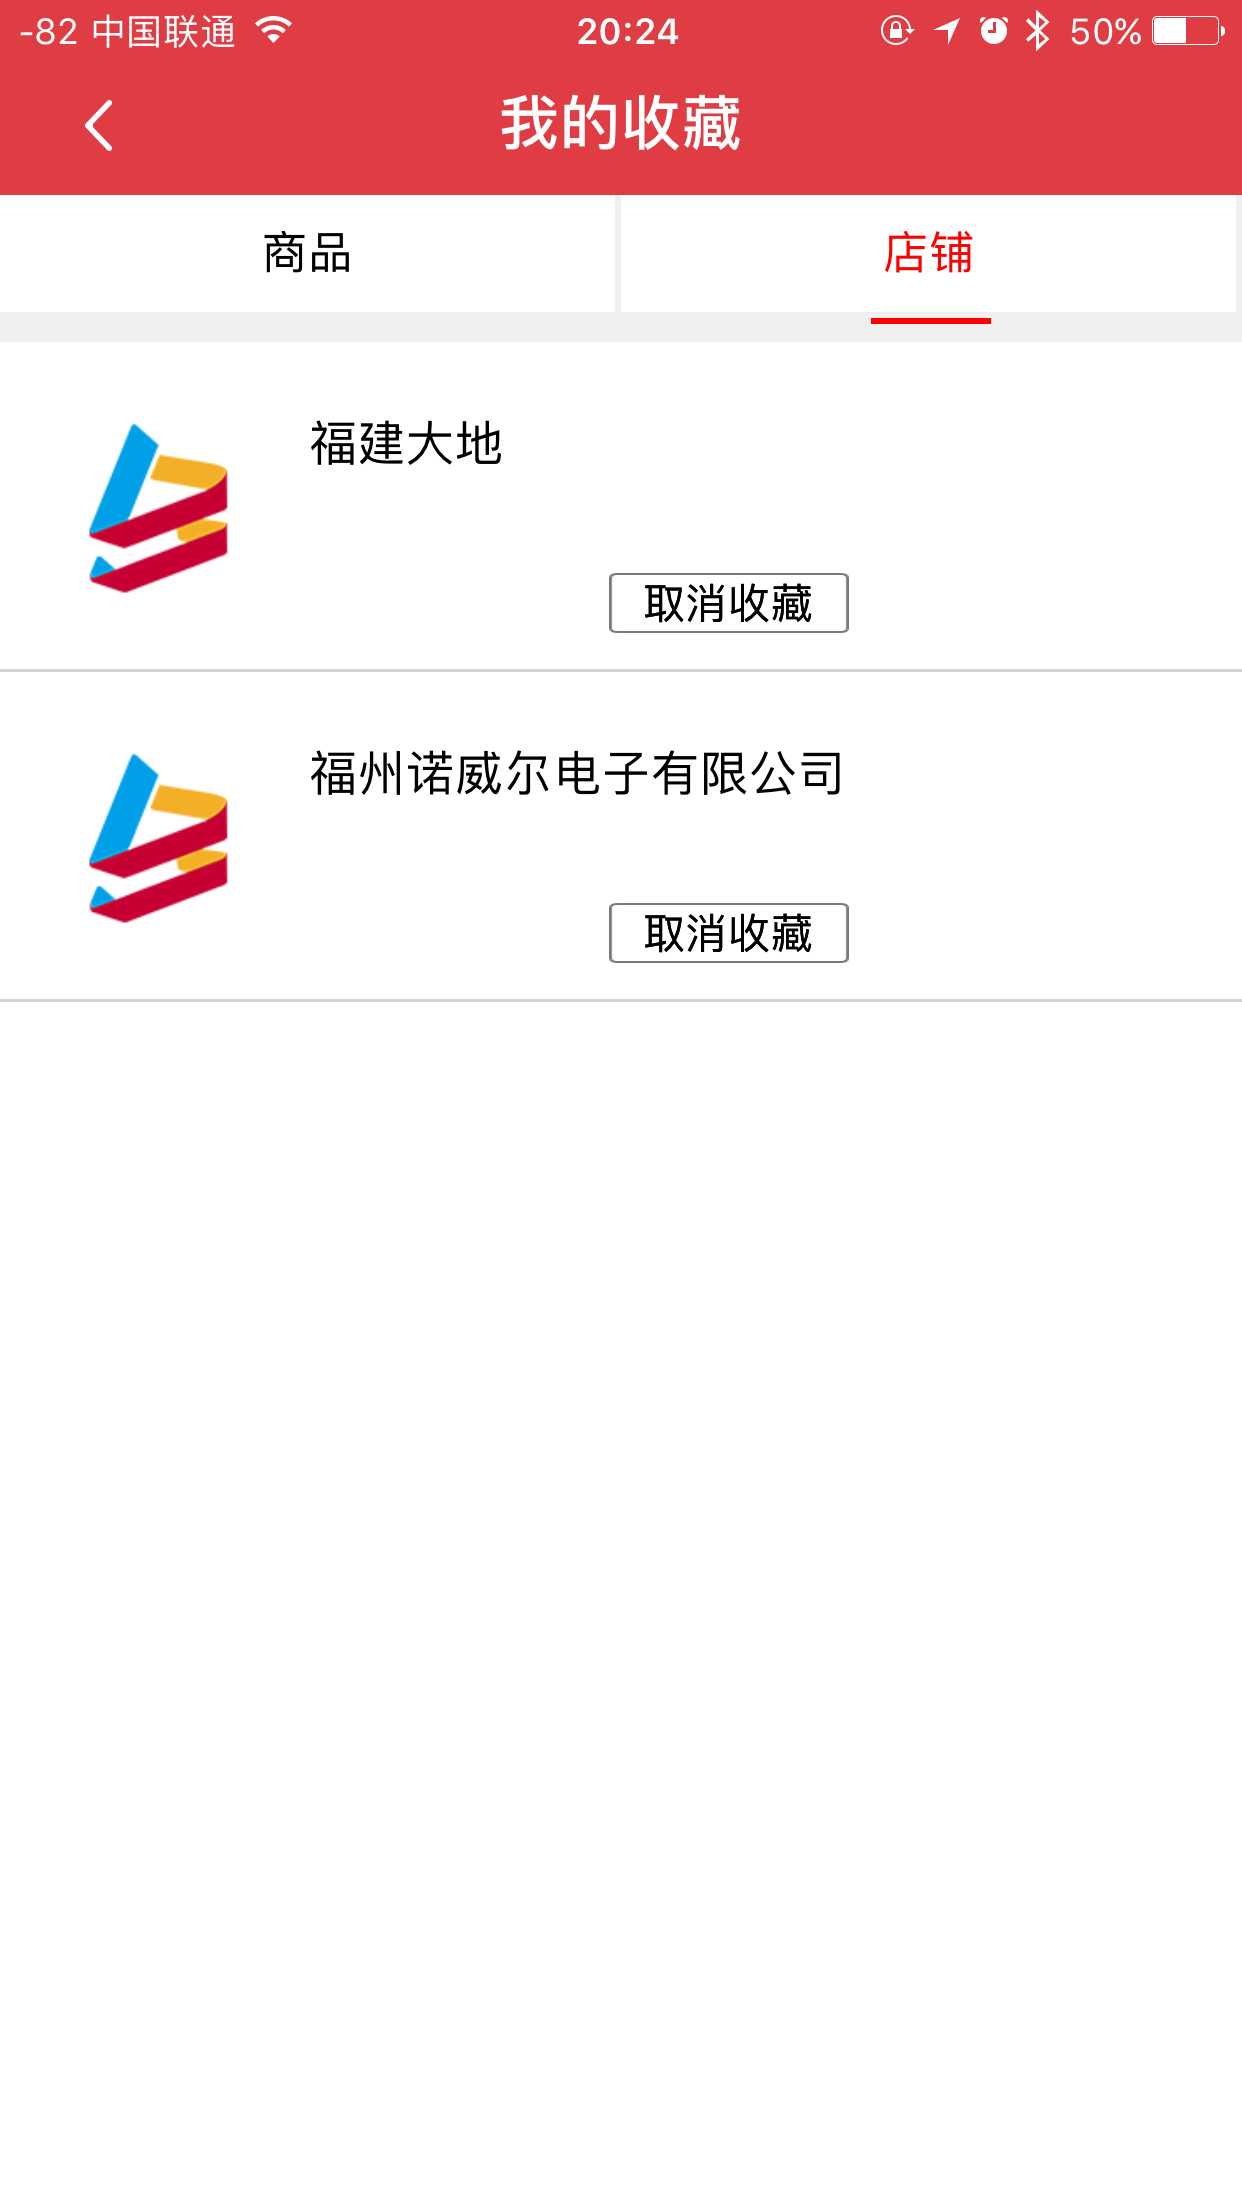 -82 中国联通 20:24 50%
我的收藏
商品 店铺
福建大地
取消收藏
福州诺威尔电子有限公司
取消收藏